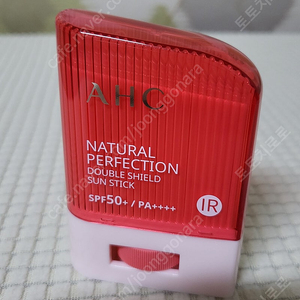 AHC
NATURAL
PERFECTION
DOUBLE SHIELD
SUN STICK
SPF50+ / PA++++
IR